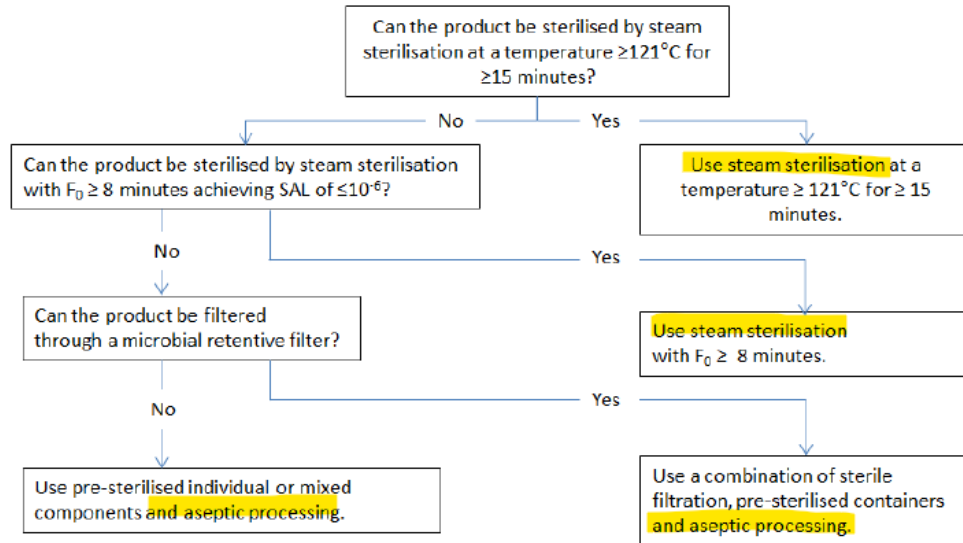 Can the product be sterilised by steam
sterilisation at a temperature ≥121°C for
≥15 minutes?
No
Yes
Can the product be sterilised by steam sterilisation
with F₀ ≥ 8 minutes achieving SAL of ≤10⁻⁶?
Use steam sterilisation at a
temperature ≥ 121°C for ≥ 15
minutes.
No
Yes
Can the product be filtered
through a microbial retentive filter?
Use steam sterilisation
with F₀ ≥ 8 minutes.
No
Yes
Use pre-sterilised individual or mixed
components and aseptic processing.
Use a combination of sterile
filtration, pre-sterilised containers
and aseptic processing.